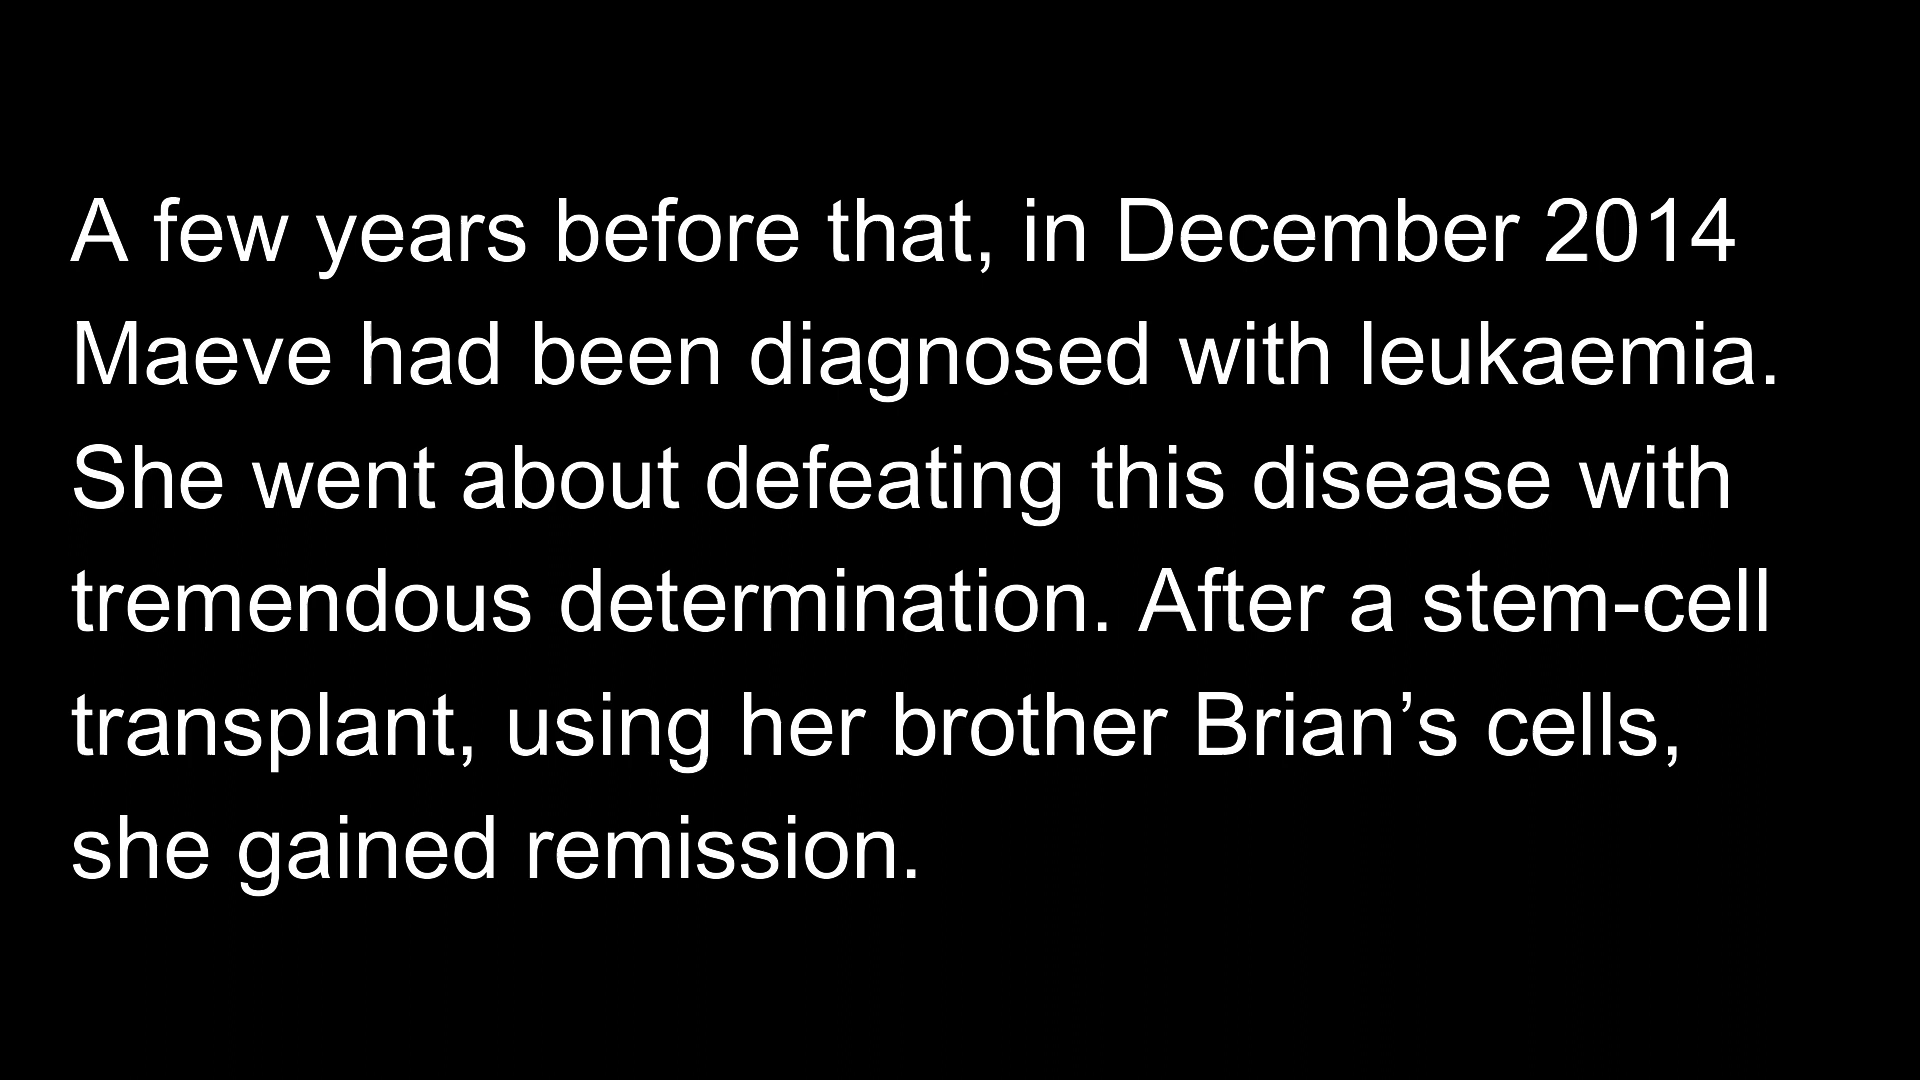 A few years before that, in December 2014
Maeve had been diagnosed with leukaemia.
She went about defeating this disease with
tremendous determination. After a stem-cell
transplant, using her brother Brian’s cells,
she gained remission.